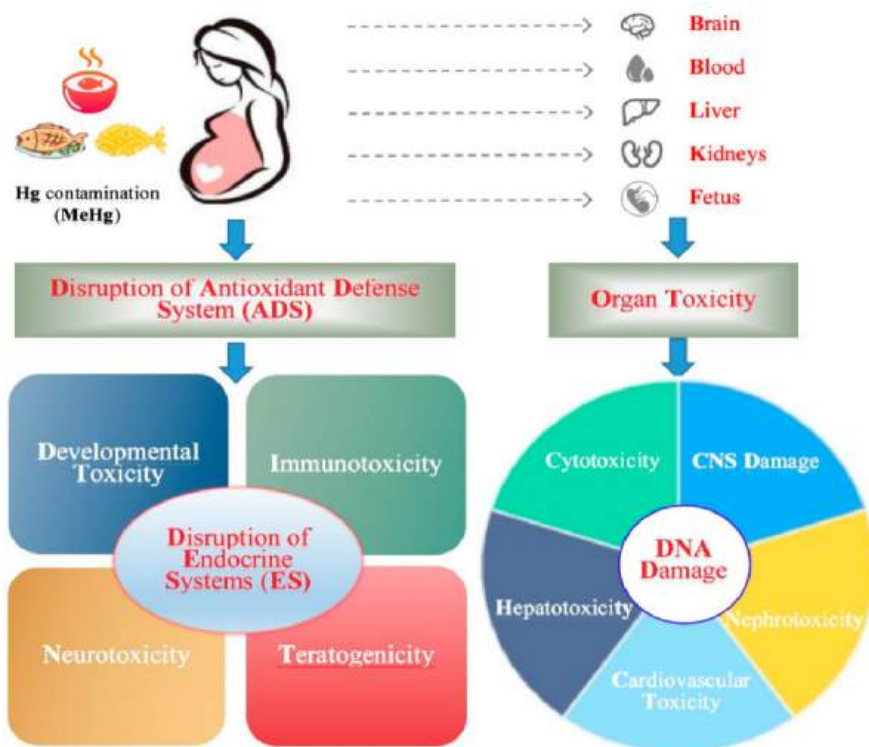 Brain
Blood
Liver
Kidneys
Fetus
Hg contamination
(MeHg)
Disruption of Antioxidant Defense
System (ADS)
Organ Toxicity
Developmental
Toxicity
Immunotoxicity
Disruption of
Endocrine
Systems (ES)
Neurotoxicity
Teratogenicity
Cytotoxicity
CNS Damage
DNA
Damage
Hepatotoxicity
Nephrotoxicity
Cardiovascular
Toxicity